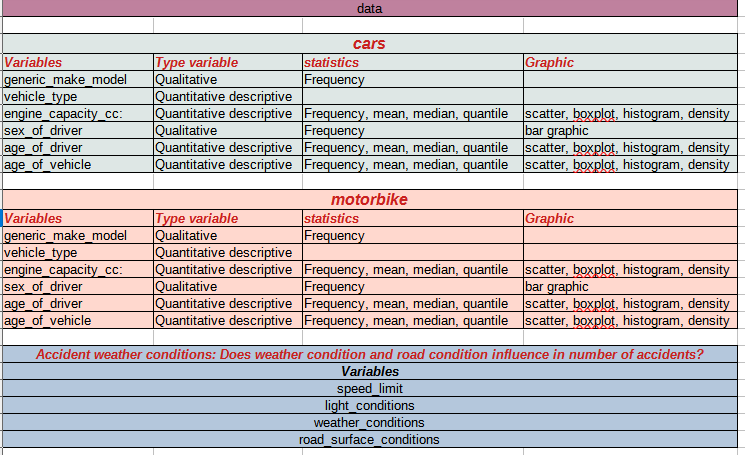 data
cars
Variables Type variable statistics Graphic
generic_make_model Qualitative Frequency
vehicle_type Quantitative descriptive
engine_capacity_cc: Quantitative descriptive Frequency, mean, median, quantile scatter, boxplot, histogram, density
sex_of_driver Qualitative Frequency bar graphic
age_of_driver Quantitative descriptive Frequency, mean, median, quantile scatter, boxplot, histogram, density
age_of_vehicle Quantitative descriptive Frequency, mean, median, quantile scatter, boxplot, histogram, density
motorbike
Variables Type variable statistics Graphic
generic_make_model Qualitative Frequency
vehicle_type Quantitative descriptive
engine_capacity_cc: Quantitative descriptive Frequency, mean, median, quantile scatter, boxplot, histogram, density
sex_of_driver Qualitative Frequency bar graphic
age_of_driver Quantitative descriptive Frequency, mean, median, quantile scatter, boxplot, histogram, density
age_of_vehicle Quantitative descriptive Frequency, mean, median, quantile scatter, boxplot, histogram, density
Accident weather conditions: Does weather condition and road condition influence in number of accidents?
Variables
speed_limit
light_conditions
weather_conditions
road_surface_conditions